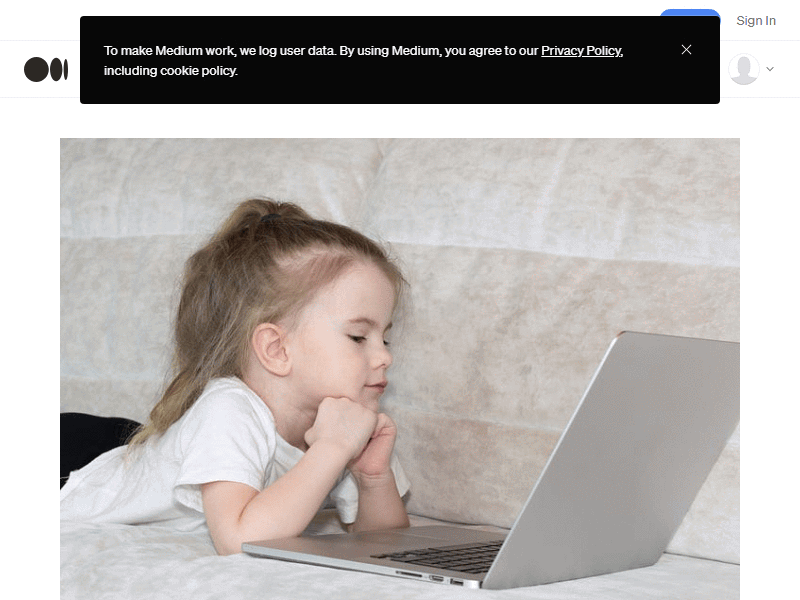 Sign In
To make Medium work, we log user data. By using Medium, you agree to our Privacy Policy,
including cookie policy.